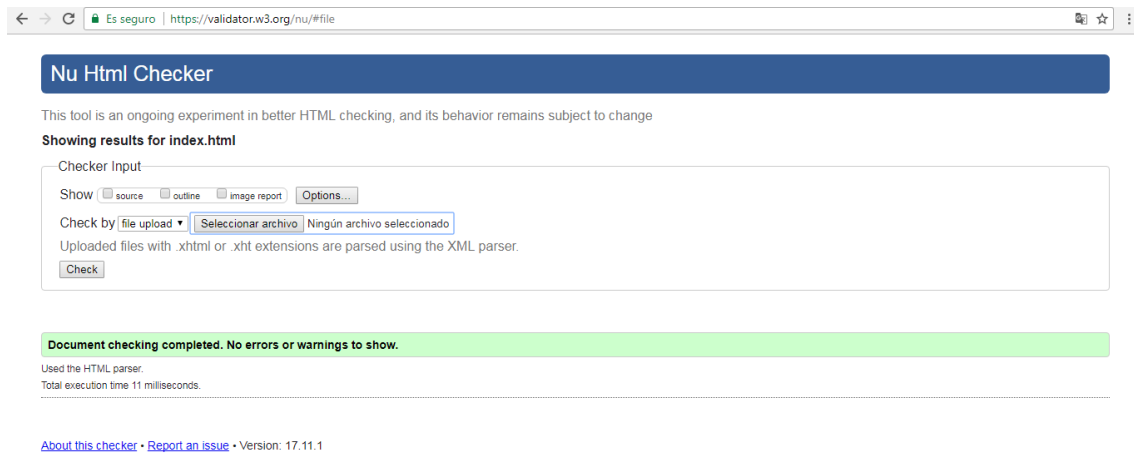 Es seguro | https://validator.w3.org/nu/#file
Nu Html Checker
This tool is an ongoing experiment in better HTML checking, and its behavior remains subject to change
Showing results for index.html
Checker Input
Show source outline image report Options...
Check by file upload Seleccionar archivo Ningún archivo seleccionado
Uploaded files with .xhtml or .xht extensions are parsed using the XML parser.
Check
Document checking completed. No errors or warnings to show.
Used the HTML parser.
Total execution time 11 milliseconds.
About this checker • Report an issue • Version: 17.11.1